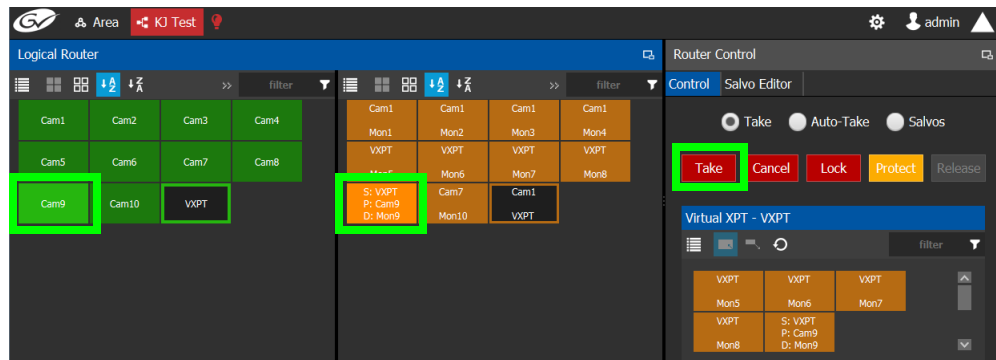 GV Area KJ Test admin
Logical Router
Router Control
filter
filter
Control Salvo Editor
Take Auto-Take Salvos
Take Cancel Lock Protect Release
Cam1 Cam2 Cam3 Cam4
Cam5 Cam6 Cam7 Cam8
Cam9 Cam10 VXPT
Cam1 Cam1 Cam1 Cam1
Mon1 Mon2 Mon3 Mon4
VXPT VXPT VXPT VXPT
Mon5 Mon6 Mon7 Mon8
S: VXPT Cam7 Cam1
P: Cam9
D: Mon9 Mon10 VXPT
Virtual XPT - VXPT
filter
VXPT VXPT VXPT
Mon5 Mon6 Mon7
VXPT S: VXPT
P: Cam9
Mon8 D: Mon9